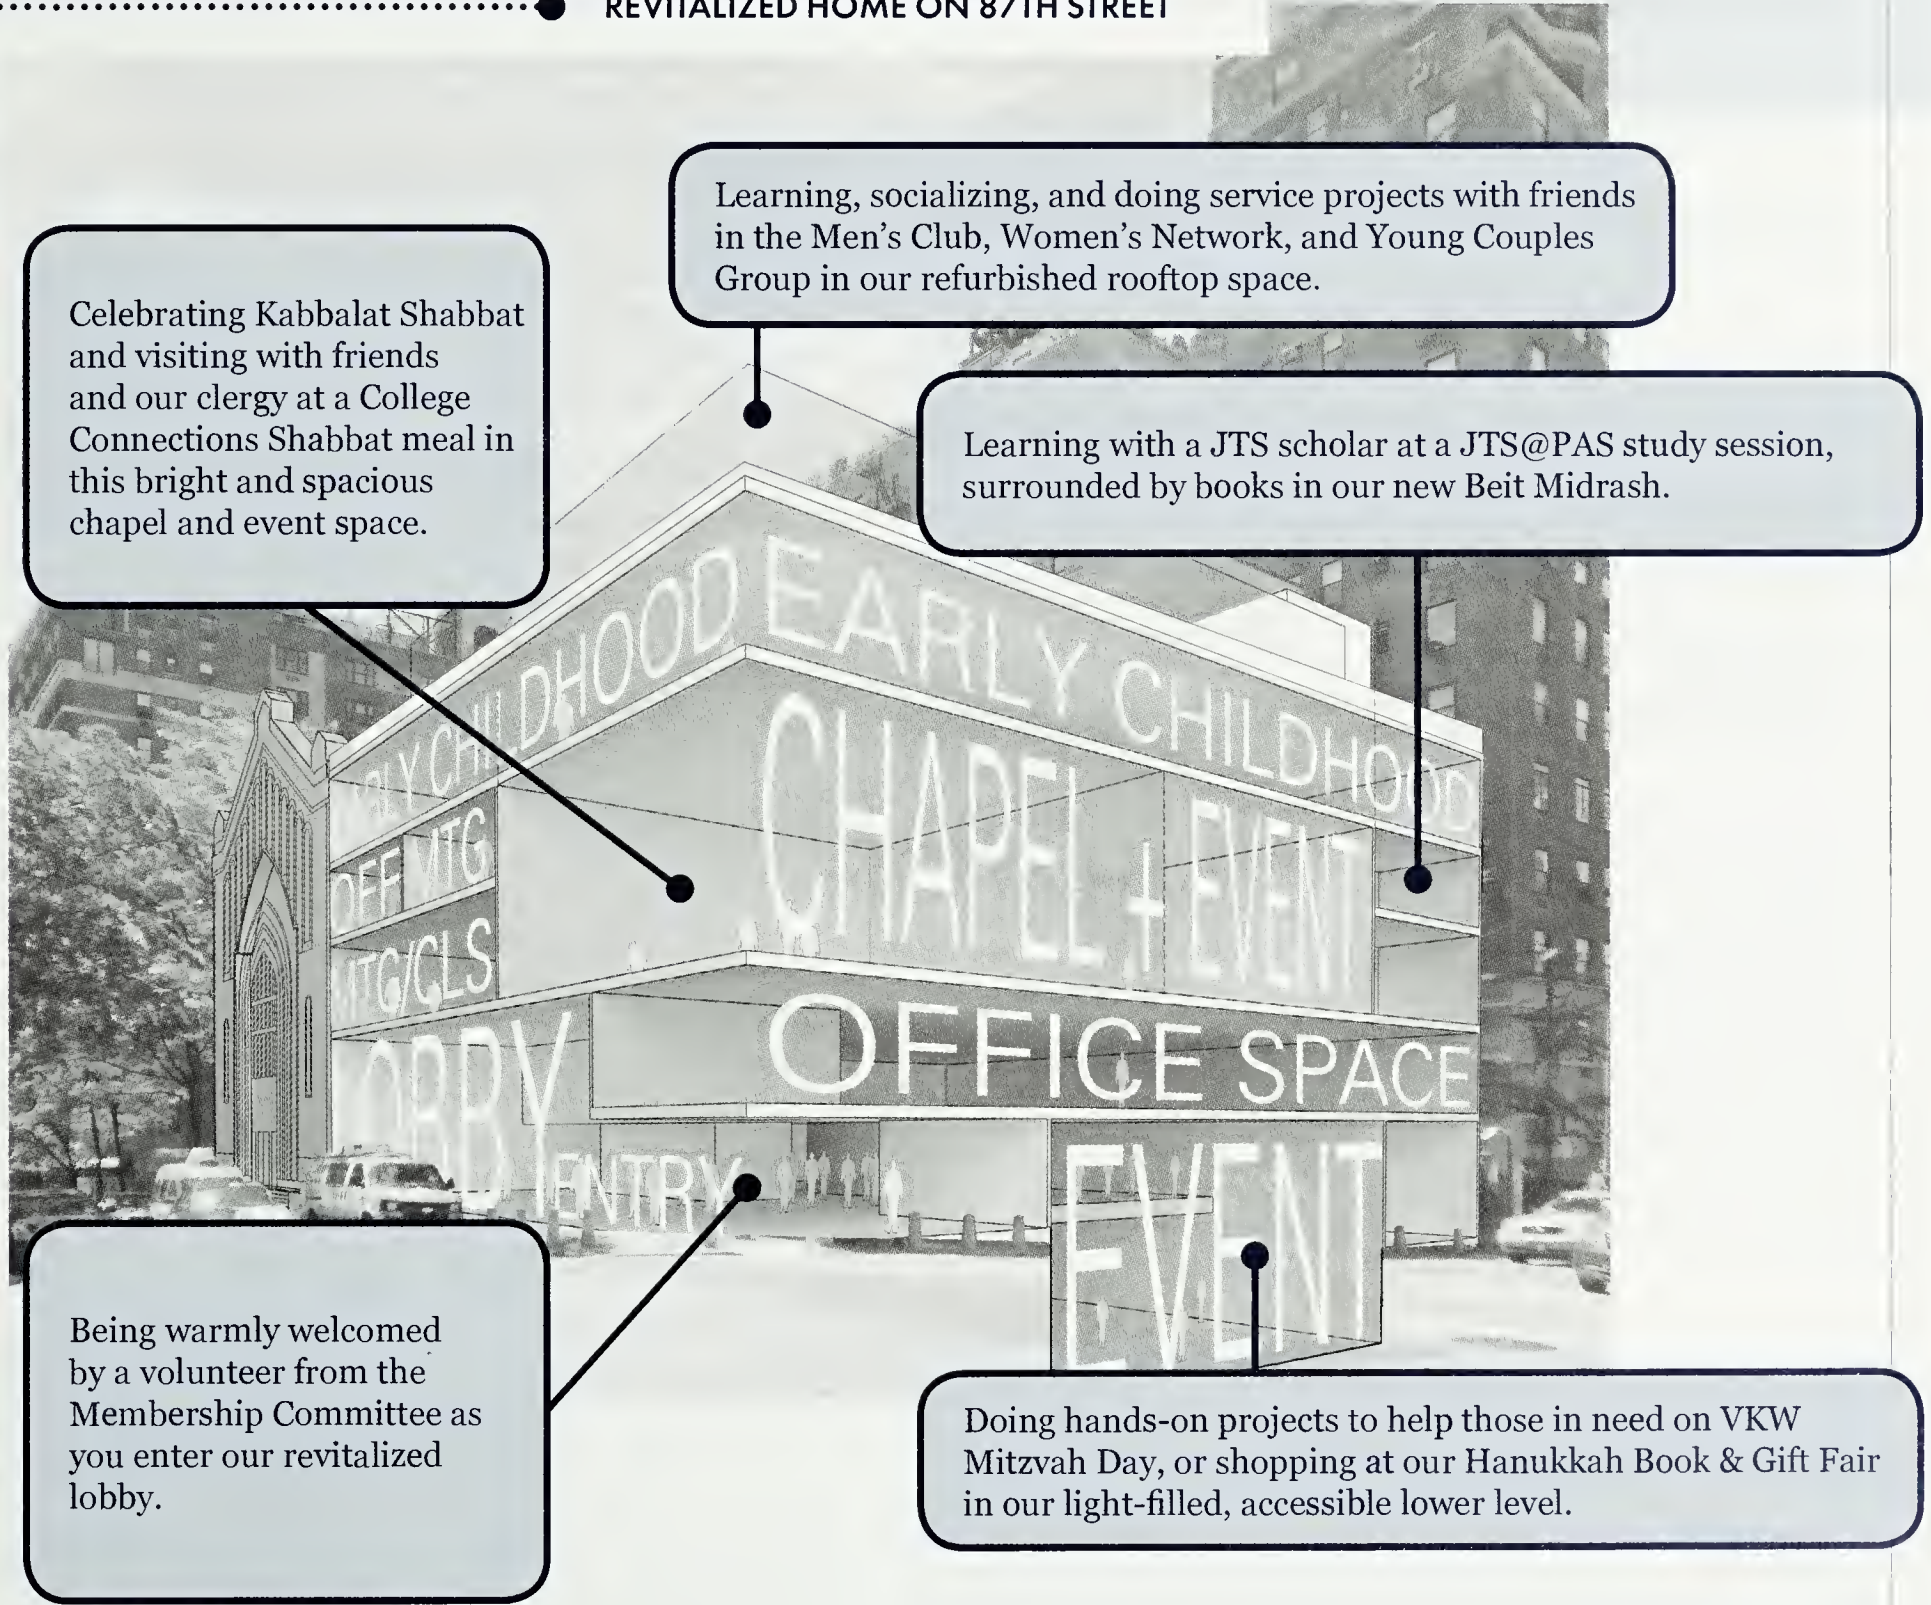 REVITALIZED HOME ON 87TH STREET
Learning, socializing, and doing service projects with friends
in the Men's Club, Women's Network, and Young Couples
Group in our refurbished rooftop space.
Celebrating Kabbalat Shabbat
and visiting with friends
and our clergy at a College
Connections Shabbat meal in
this bright and spacious
chapel and event space.
Learning with a JTS scholar at a JTS@PAS study session,
surrounded by books in our new Beit Midrash.
CHILDHOOD EARLY CHILDHOOD
CHAPEL + EVENT
OFF MTG
MTG/CLS
OFFICE SPACE
ENTRY
EVENT
Being warmly welcomed
by a volunteer from the
Membership Committee as
you enter our revitalized
lobby.
Doing hands-on projects to help those in need on VKW
Mitzvah Day, or shopping at our Hanukkah Book & Gift Fair
in our light-filled, accessible lower level.